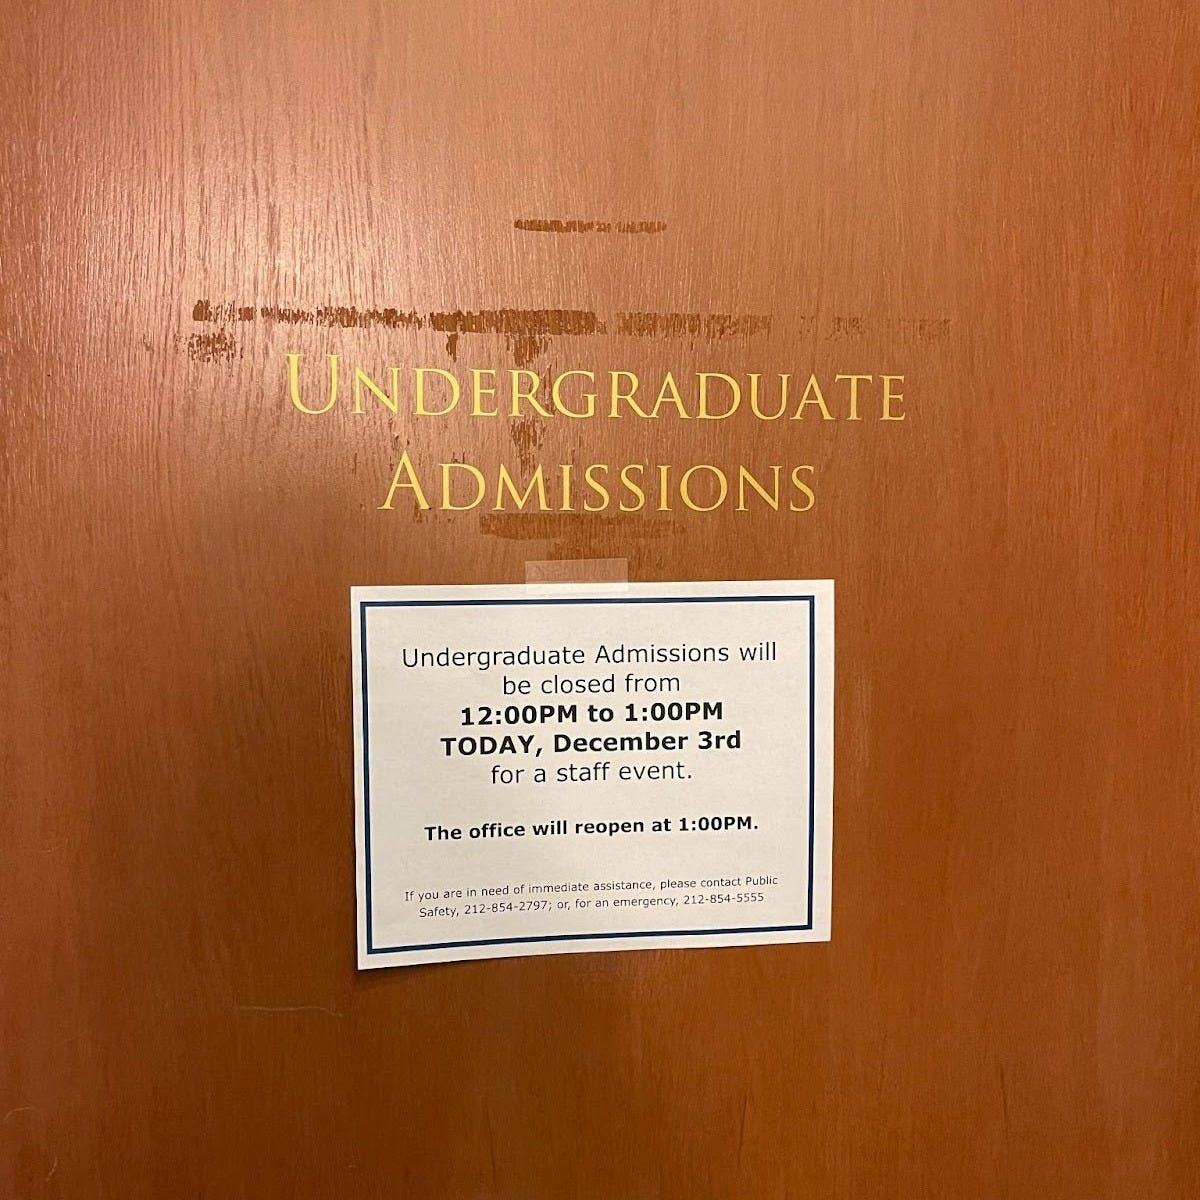 UNDERGRADUATE
ADMISSIONS
Undergraduate Admissions will
be closed from
12:00PM to 1:00PM
TODAY, December 3rd
for a staff event.
The office will reopen at 1:00PM.
If you are in need of immediate assistance, please contact Public
Safety, 212-854-2797; or, for an emergency, 212-854-5555